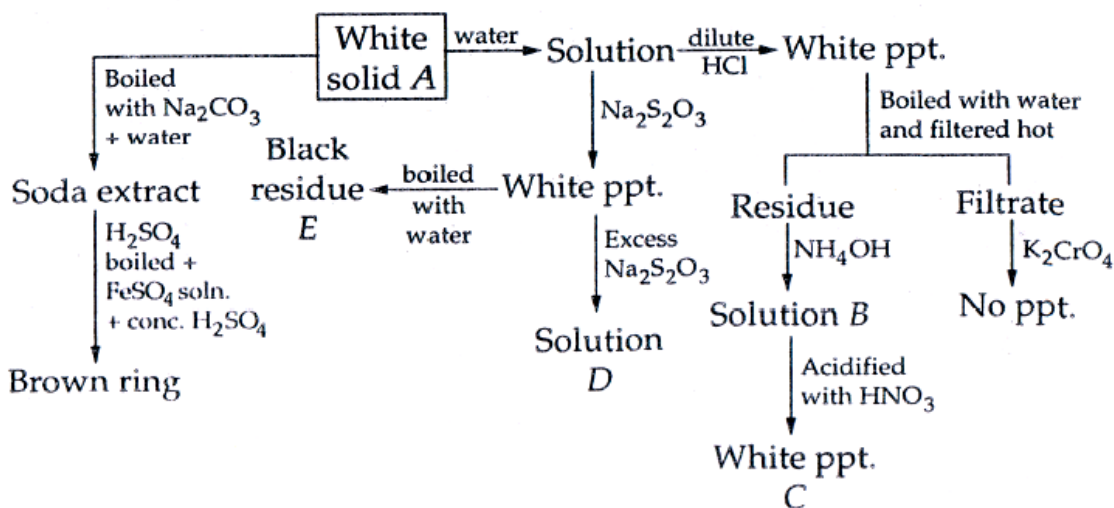 White
solid A
water
Solution
dilute
HCl
White ppt.
Boiled
with Na₂CO₃
+ water
Na₂S₂O₃
Boiled with water
and filtered hot
Black
residue
E
boiled
with
water
White ppt.
Soda extract
Residue
Filtrate
H₂SO₄
boiled +
FeSO₄ soln.
+ conc. H₂SO₄
Excess
Na₂S₂O₃
NH₄OH
K₂CrO₄
Solution B
No ppt.
Solution
D
Brown ring
Acidified
with HNO₃
White ppt.
C